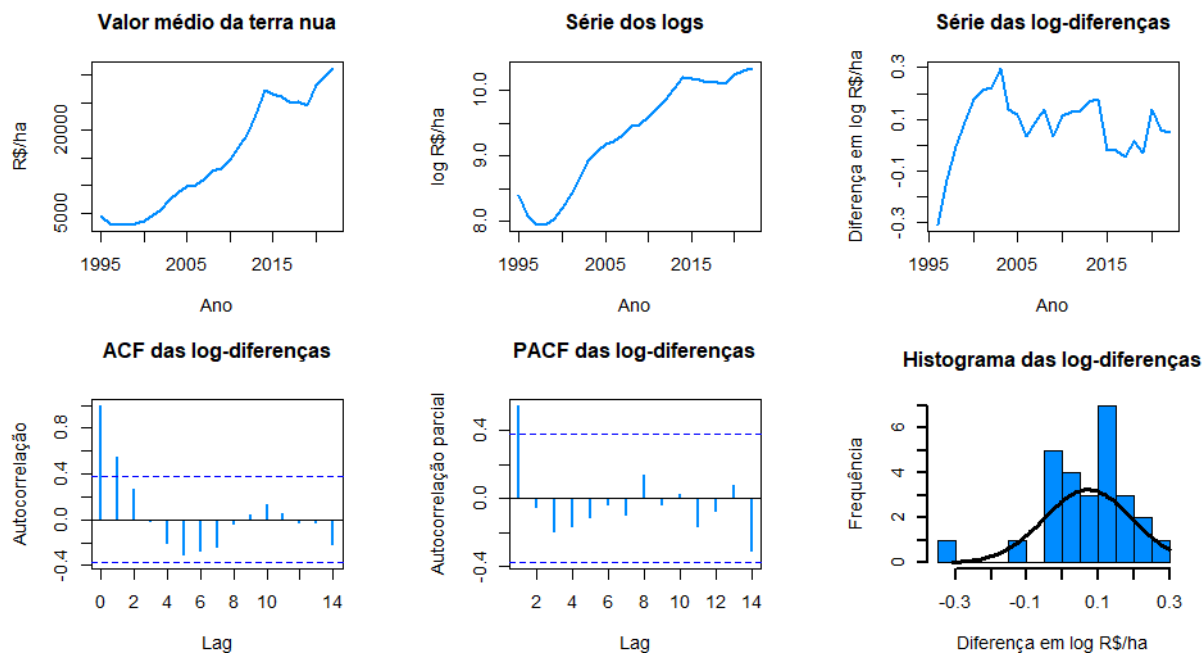 Valor médio da terra nua
R$/ha
5000
20000
1995
2005
2015
Ano
Série dos logs
log R$/ha
8.0
9.0
10.0
1995
2005
2015
Ano
Série das log-diferenças
Diferença em log R$/ha
-0.3
-0.1
0.1
0.3
1995
2005
2015
Ano
ACF das log-diferenças
Autocorrelação
-0.4
0.0
0.4
0.8
0
2
4
6
8
10
14
Lag
PACF das log-diferenças
Autocorrelação parcial
-0.4
0.0
0.4
2
4
6
8
10
12
14
Lag
Histograma das log-diferenças
Frequência
0
2
4
6
-0.3
-0.1
0.1
0.3
Diferença em log R$/ha